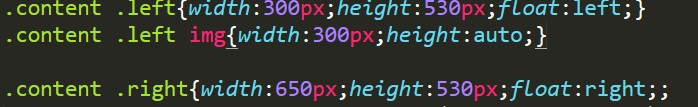 .content .left{width:300px;height:530px;float:left;}
.content .left img{width:300px;height:auto;}
.content .right{width:650px;height:530px;float:right;;